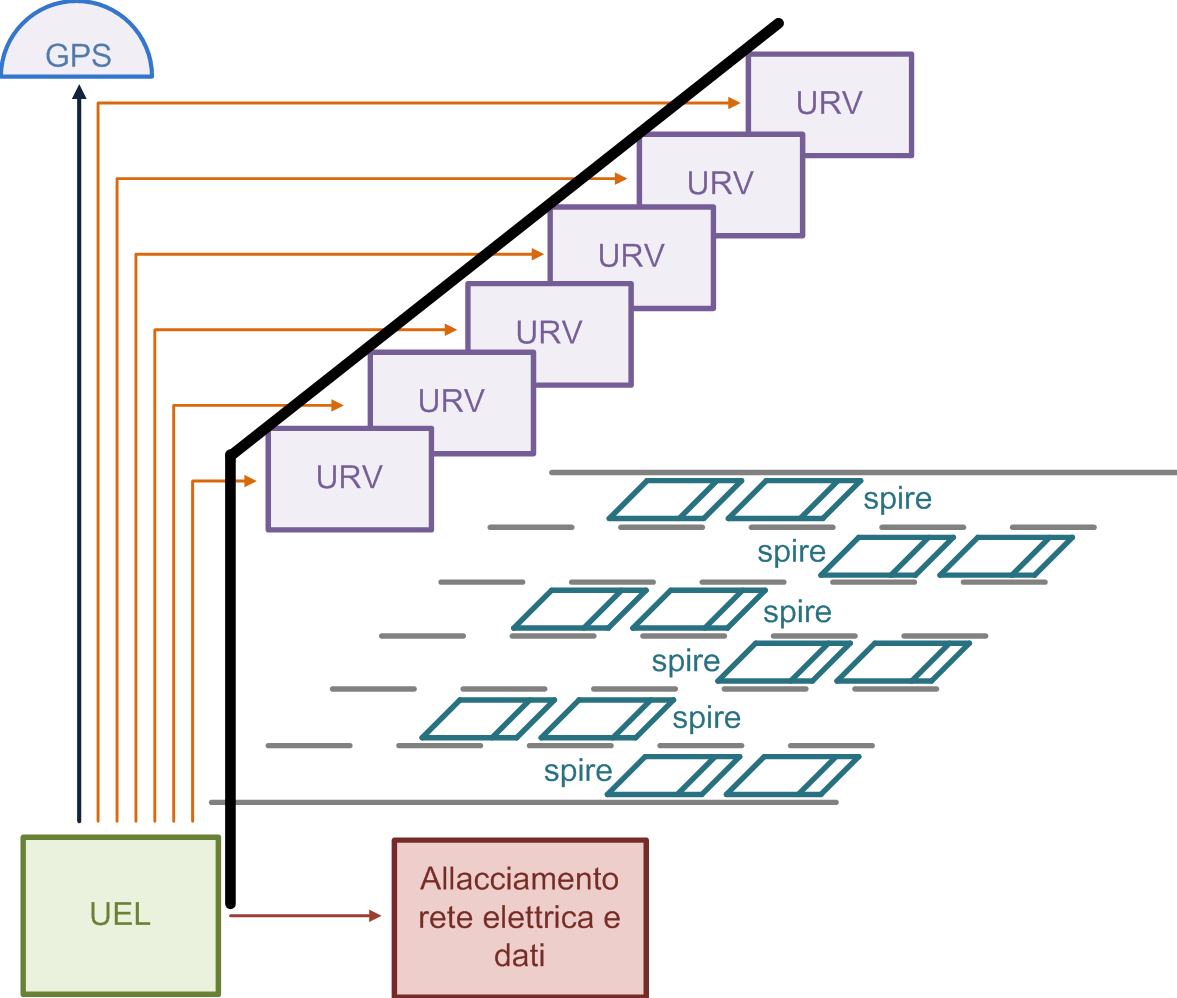 GPS
URV
URV
URV
URV
URV
URV
spire
spire
spire
spire
spire
spire
UEL
Allacciamento
rete elettrica e
dati